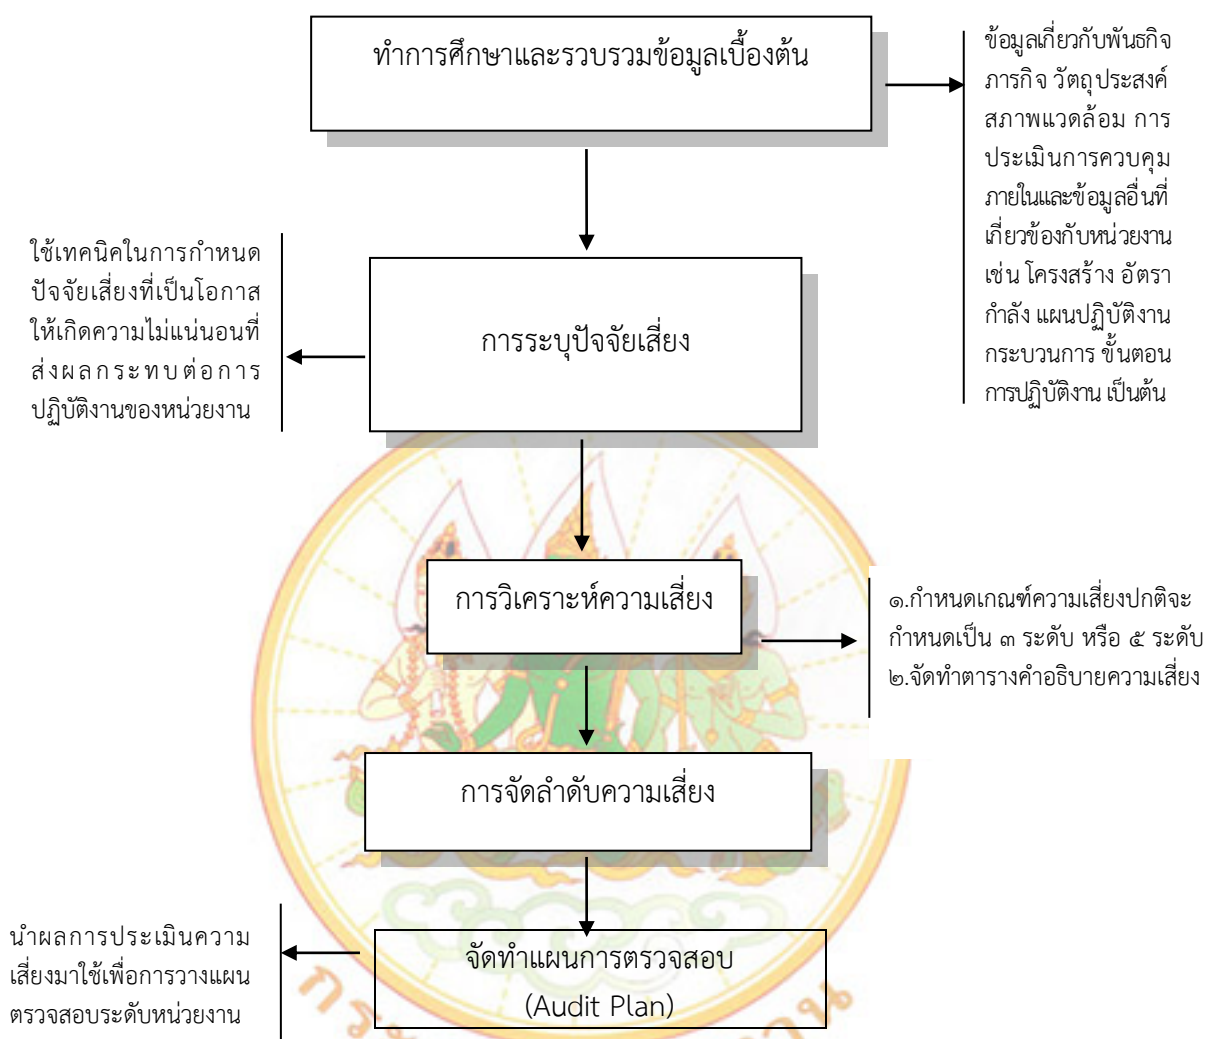 ทำการศึกษาและรวบรวมข้อมูลเบื้องต้น
ข้อมูลเกี่ยวกับพันธกิจ
ภารกิจ วัตถุประสงค์
สภาพแวดล้อม การ
ประเมินการควบคุม
ภายในและข้อมูลอื่นที่
เกี่ยวข้องกับหน่วยงาน
เช่น โครงสร้าง อัตรา
กำลัง แผนปฏิบัติงาน
กระบวนการ ขั้นตอน
การปฏิบัติงาน เป็นต้น
ใช้เทคนิคในการกำหนด
ปัจจัยเสี่ยงที่เป็นโอกาส
ให้เกิดความไม่แน่นอนที่
ส่งผลกระทบต่อการ
ปฏิบัติงานของหน่วยงาน
การระบุปัจจัยเสี่ยง
การวิเคราะห์ความเสี่ยง
๑.กำหนดเกณฑ์ความเสี่ยงปกติจะ
กำหนดเป็น ๓ ระดับ หรือ ๕ ระดับ
๒.จัดทำตารางคำอธิบายความเสี่ยง
การจัดลำดับความเสี่ยง
นำผลการประเมินความ
เสี่ยงมาใช้เพื่อการวางแผน
ตรวจสอบระดับหน่วยงาน
จัดทำแผนการตรวจสอบ
(Audit Plan)